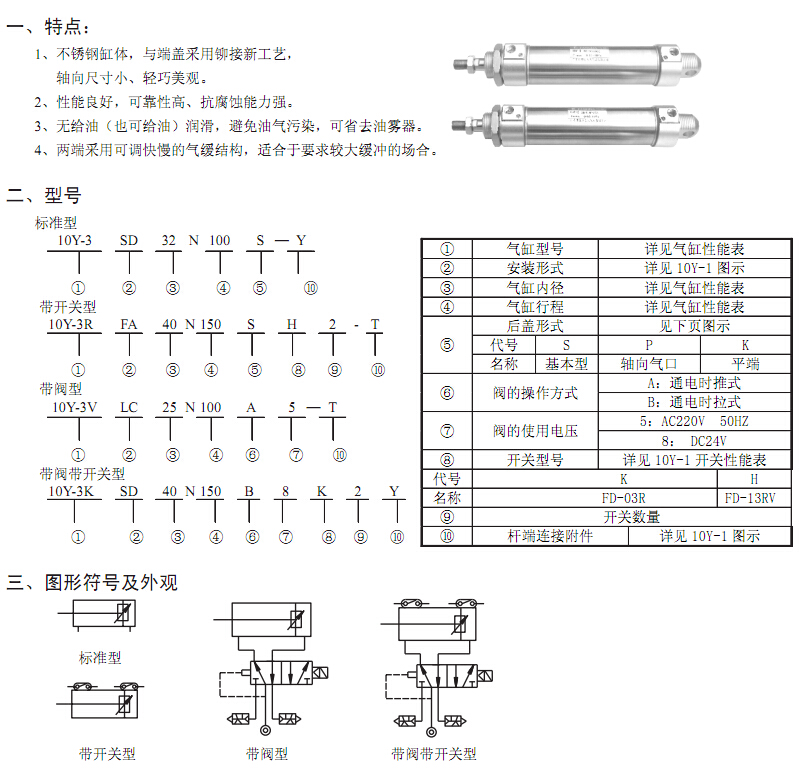 一、特点：
1、不锈钢缸体，与端盖采用铆接新工艺，
轴向尺寸小、轻巧美观。
2、性能良好，可靠性高、抗腐蚀能力强。
3、无给油（也可给油）润滑，避免油气污染，可省去油雾器。
4、两端采用可调快慢的气缓结构，适合于要求较大缓冲的场合。
二、型号
标准型
10Y-3 SD 32 N 100 S — Y
① ② ③ ④ ⑤ ⑩
带开关型
10Y-3R FA 40 N 150 S H 2 - T
① ② ③ ④ ⑤ ⑧ ⑨ ⑩
带阀型
10Y-3V LC 25 N 100 A 5 — T
① ② ③ ④ ⑥ ⑦ ⑩
带阀带开关型
10Y-3K SD 40 N 150 B 8 K 2 Y
① ② ③ ④ ⑥ ⑦ ⑧ ⑨ ⑩
① 气缸型号 详见气缸性能表
② 安装形式 详见10Y-1图示
③ 气缸内径 详见气缸性能表
④ 气缸行程 详见气缸性能表
⑤ 后盖形式 见下页图示
代号 S P K
名称 基本型 轴向气口 平端
⑥ 阀的操作方式 A：通电时推式
B：通电时拉式
⑦ 阀的使用电压 5：AC220V 50HZ
8： DC24V
⑧ 开关型号 详见10Y-1开关性能表
代号 K H
名称 FD-03R FD-13RV
⑨ 开关数量
⑩ 杆端连接附件 详见10Y-1图示
三、图形符号及外观
标准型
带开关型
带阀型
带阀带开关型